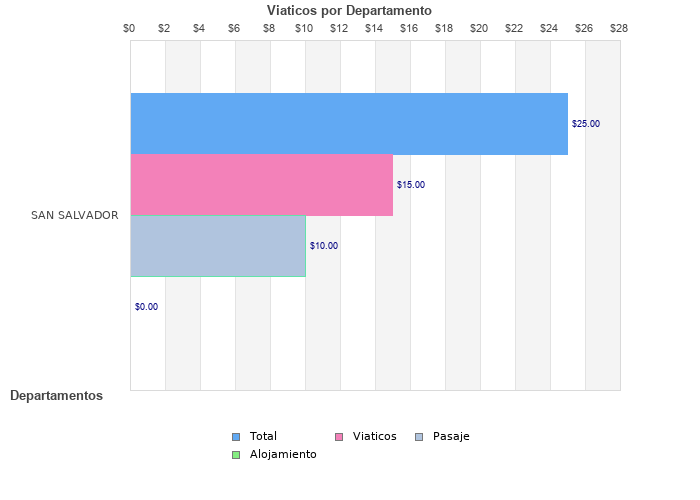 Viaticos por Departamento
$0 $2 $4 $6 $8 $10 $12 $14 $16 $18 $20 $22 $24 $26 $28
$25.00
$15.00
SAN SALVADOR
$10.00
$0.00
Departamentos
Total Viaticos Pasaje
Alojamiento